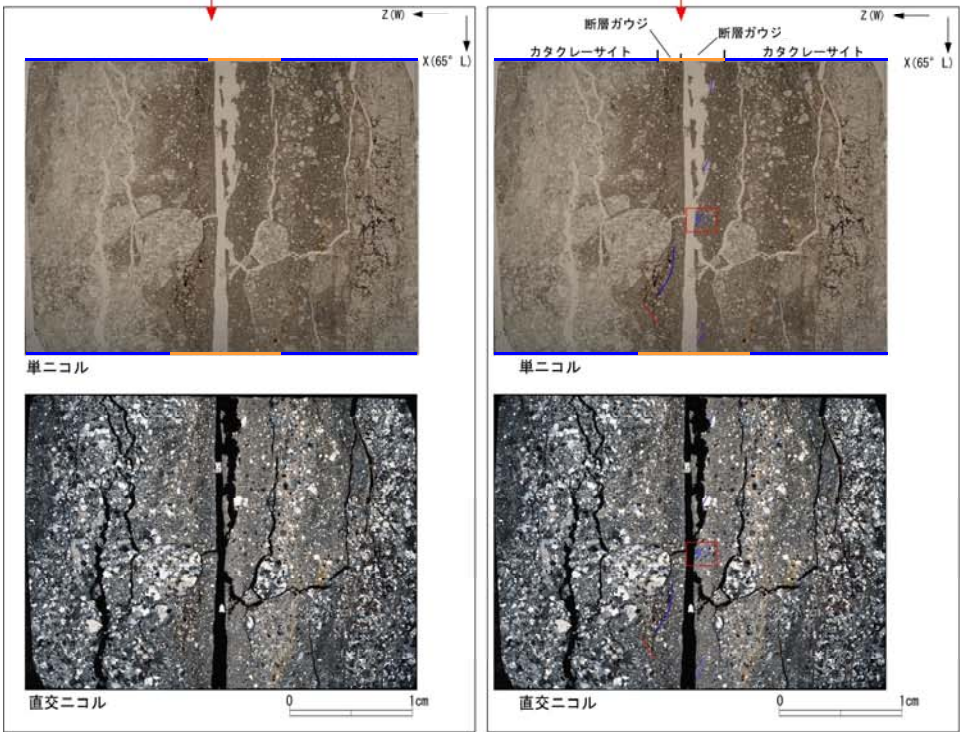 Z(W)
X(65° L)
単ニコル
直交ニコル
0 1cm
Z(W)
断層ガウジ
断層ガウジ
カタクレーサイト カタクレーサイト
X(65° L)
単ニコル
直交ニコル
0 1cm